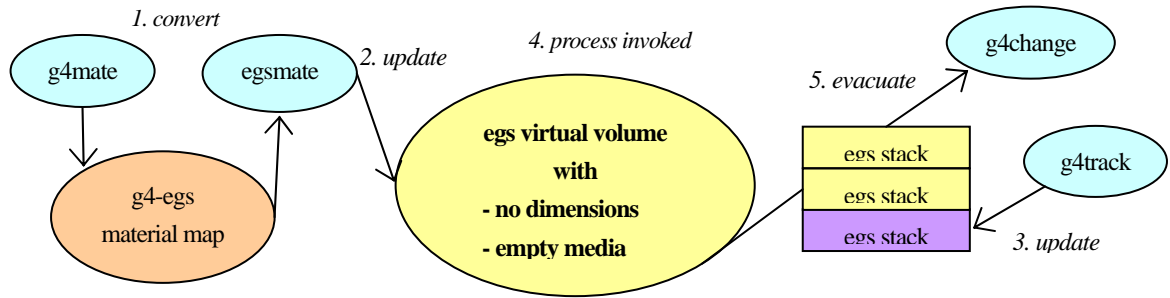 1. convert
g4mate
egsmate
2. update
4. process invoked
g4change
5. evacuate
egs virtual volume
with
- no dimensions
- empty media
g4-egs
material map
egs stack
egs stack
egs stack
g4track
3. update